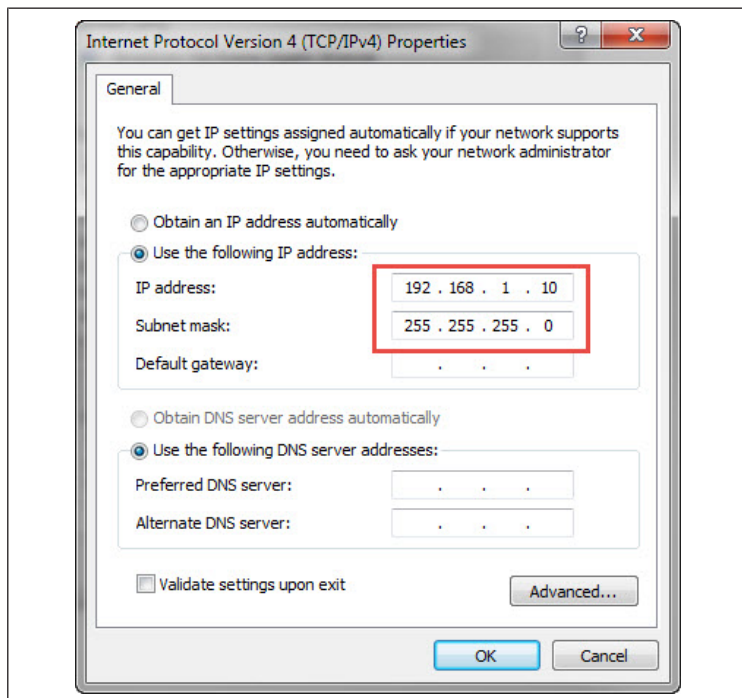 Internet Protocol Version 4 (TCP/IPv4) Properties
General
You can get IP settings assigned automatically if your network supports
this capability. Otherwise, you need to ask your network administrator
for the appropriate IP settings.
Obtain an IP address automatically
Use the following IP address:
IP address: 192 . 168 . 1 . 10
Subnet mask: 255 . 255 . 255 . 0
Default gateway: . . .
Obtain DNS server address automatically
Use the following DNS server addresses:
Preferred DNS server: . . .
Alternate DNS server: . . .
Validate settings upon exit
Advanced...
OK Cancel